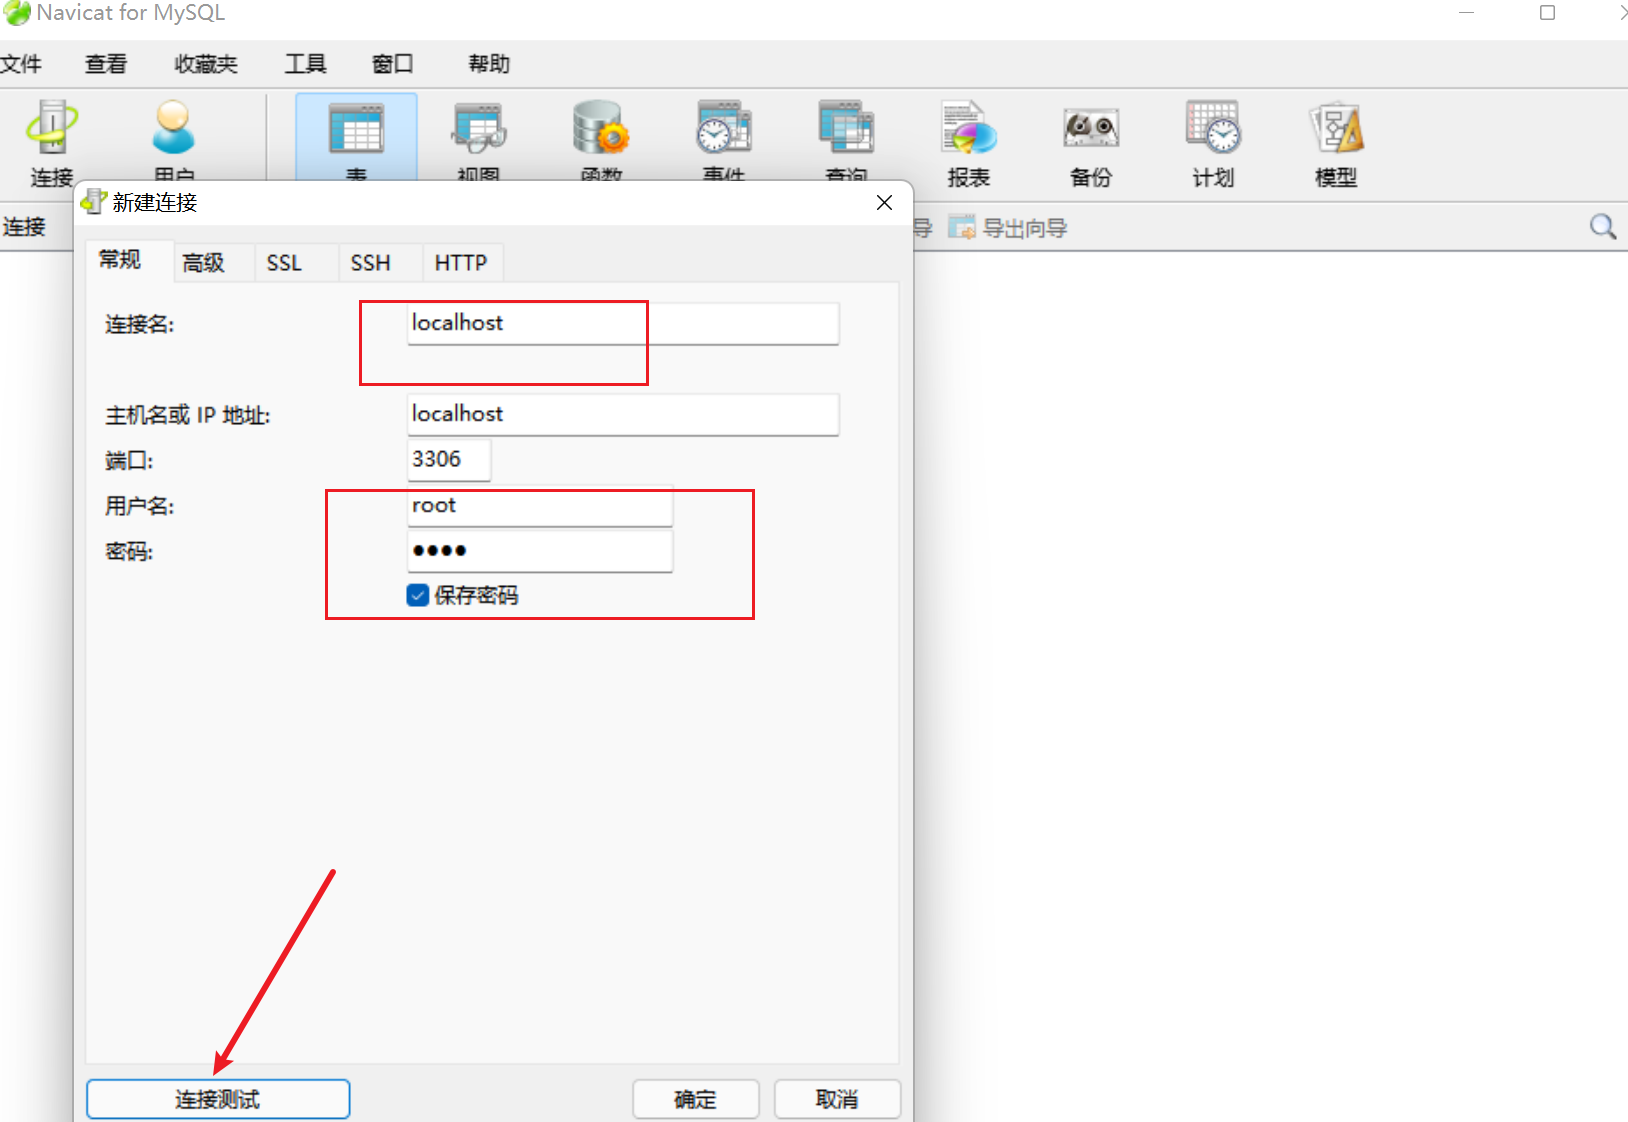 Navicat for MySQL
文件 查看 收藏夹 工具 窗口 帮助
连接 用户 表 视图 函数 事件 查询 报表 备份 计划 模型
连接 导 导出向导
新建连接
常规 高级 SSL SSH HTTP
连接名: localhost
主机名或 IP 地址: localhost
端口: 3306
用户名: root
密码: ●●●●
保存密码
连接测试 确定 取消